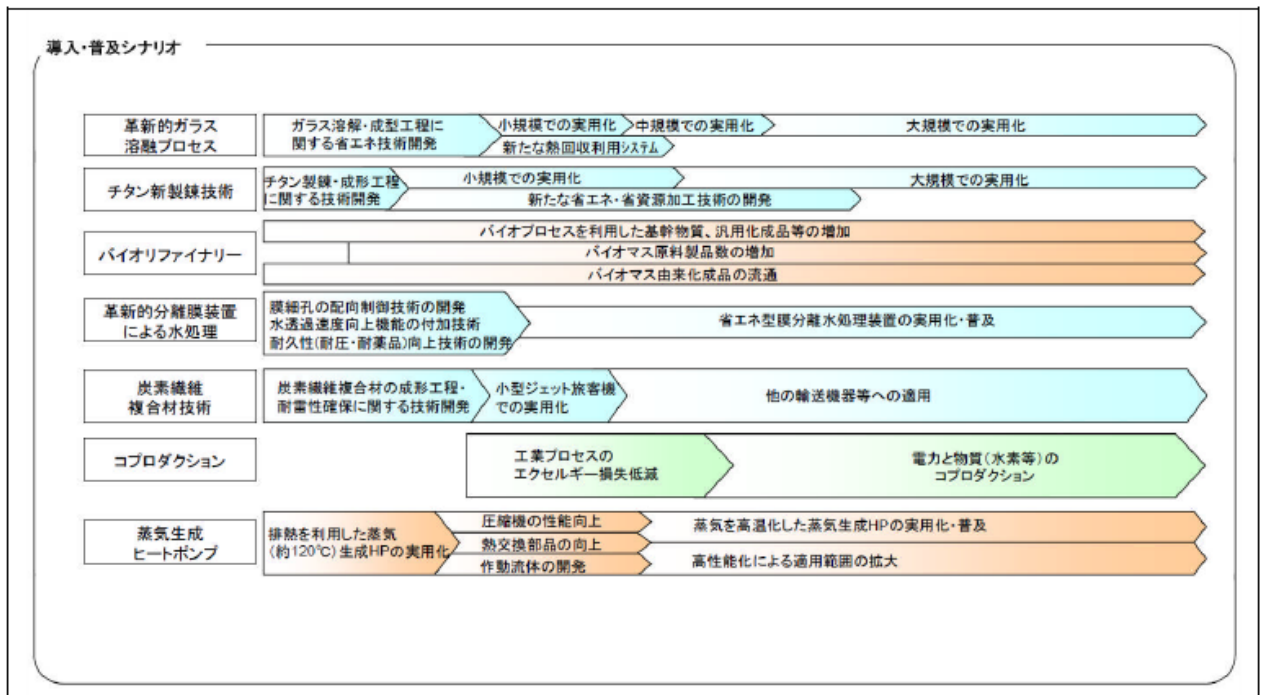 導入・普及シナリオ
革新的ガラス
溶融プロセス
ガラス溶解・成型工程に
関する省エネ技術開発
小規模での実用化
中規模での実用化
大規模での実用化
新たな熱回収利用システム
チタン新製錬技術
チタン製錬・成形工程
に関する技術開発
小規模での実用化
大規模での実用化
新たな省エネ・省資源加工技術の開発
バイオリファイナリー
バイオプロセスを利用した基幹物質、汎用化成品等の増加
バイオマス原料製品数の増加
バイオマス由来化成品の流通
革新的分離膜装置
による水処理
膜細孔の配向制御技術の開発
水透過速度向上機能の付加技術
耐久性(耐圧・耐薬品)向上技術の開発
省エネ型膜分離水処理装置の実用化・普及
炭素繊維
複合材技術
炭素繊維複合材の成形工程・
耐雷性確保に関する技術開発
小型ジェット旅客機
での実用化
他の輸送機器等への適用
コプロダクション
工業プロセスの
エクセルギー損失低減
電力と物質(水素等)の
コプロダクション
蒸気生成
ヒートポンプ
排熱を利用した蒸気
(約120℃)生成HPの実用化
圧縮機の性能向上
熱交換部品の向上
作動流体の開発
蒸気を高温化した蒸気生成HPの実用化・普及
高性能化による適用範囲の拡大